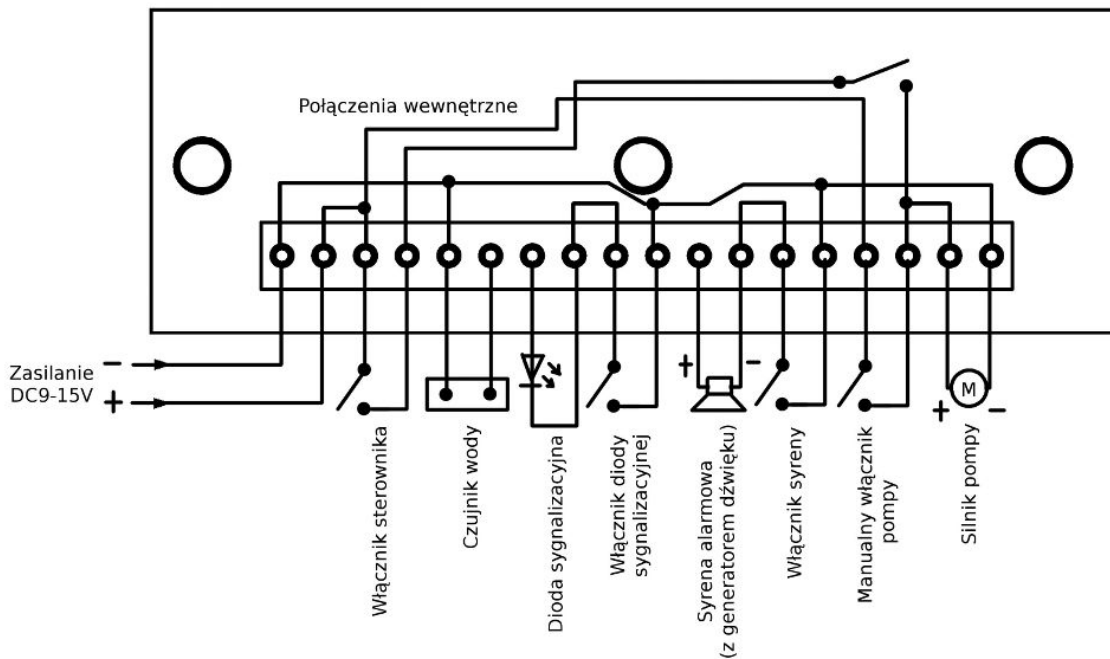 Połączenia wewnętrzne
Zasilanie
DC9-15V
−
+
Włącznik sterownika
Czujnik wody
Dioda sygnalizacyjna
Włącznik diody
sygnalizacyjnej
+
−
Syrena alarmowa
(z generatorem dźwięku)
Włącznik syreny
Manualny włącznik
pompy
M
+
−
Silnik pompy